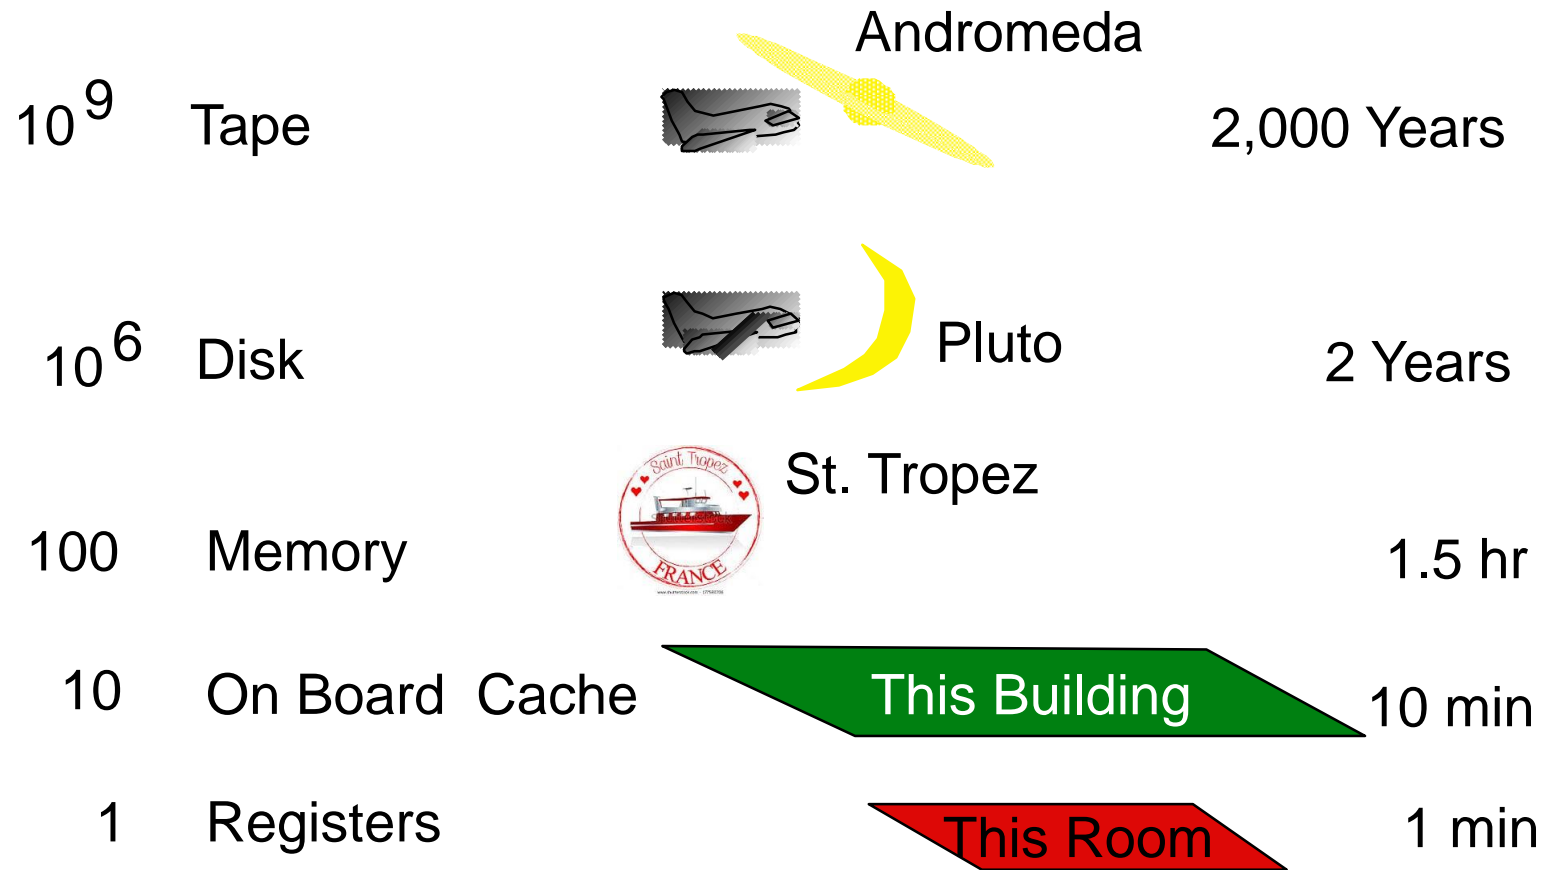 Andromeda
10^9 Tape 2,000 Years
10^6 Disk Pluto 2 Years
Saint Tropez
FRANCE
St. Tropez
100 Memory 1.5 hr
10 On Board Cache This Building 10 min
1 Registers This Room 1 min